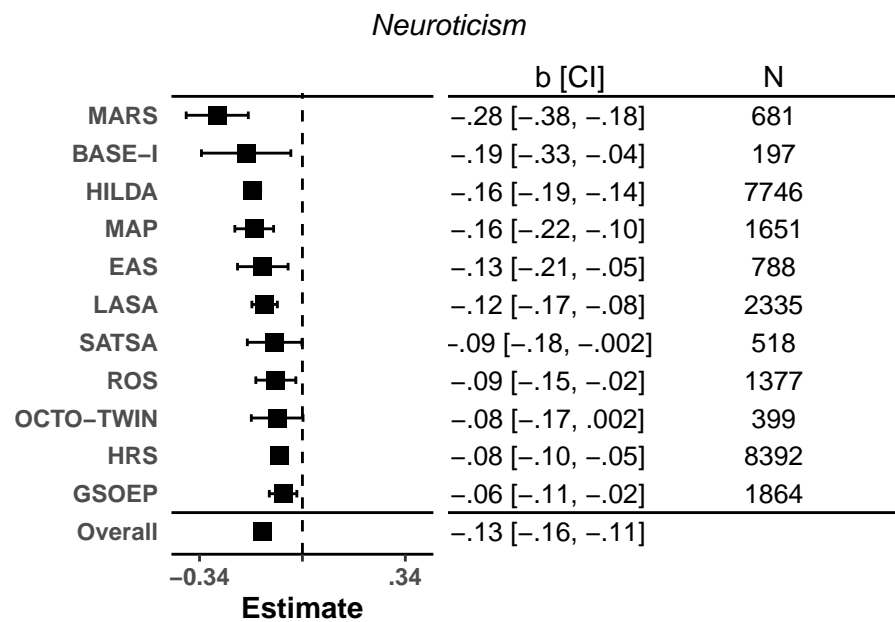 Neuroticism
b [CI] N
MARS −.28 [−.38, −.18] 681
BASE−I −.19 [−.33, −.04] 197
HILDA −.16 [−.19, −.14] 7746
MAP −.16 [−.22, −.10] 1651
EAS −.13 [−.21, −.05] 788
LASA −.12 [−.17, −.08] 2335
SATSA -.09 [−.18, −.002] 518
ROS −.09 [−.15, −.02] 1377
OCTO−TWIN −.08 [−.17, .002] 399
HRS −.08 [−.10, −.05] 8392
GSOEP −.06 [−.11, −.02] 1864
Overall −.13 [−.16, −.11]
−0.34 .34
Estimate